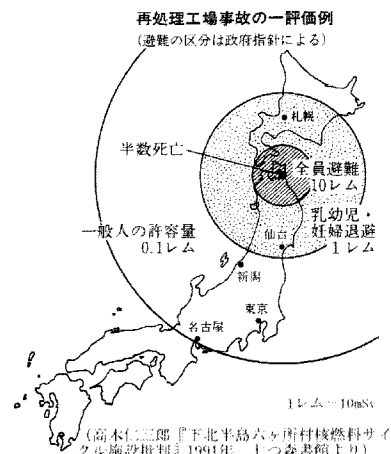 再処理工場事故の一評価例
(避難の区分は政府指針による)
札幌
半数死亡
全員避難
10レム
乳幼児・
妊婦退避
1レム
仙台
一般人の許容量
0.1レム
新潟
東京
名古屋
1レム=10mSv
(高木仁三郎『下北半島六ヶ所村核燃料サイ
クル施設批判』1991年、七つ森書館より)